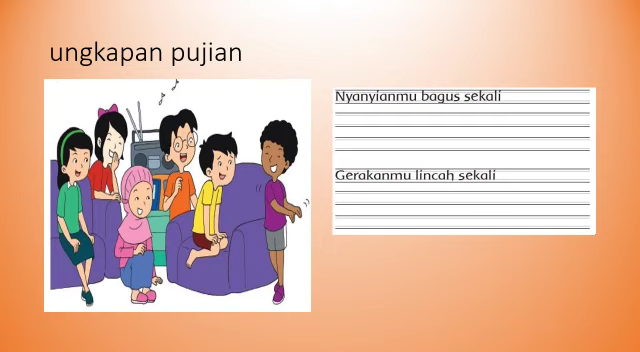 ungkapan pujian
Nyanyianmu bagus sekali
Gerakanmu lincah sekali